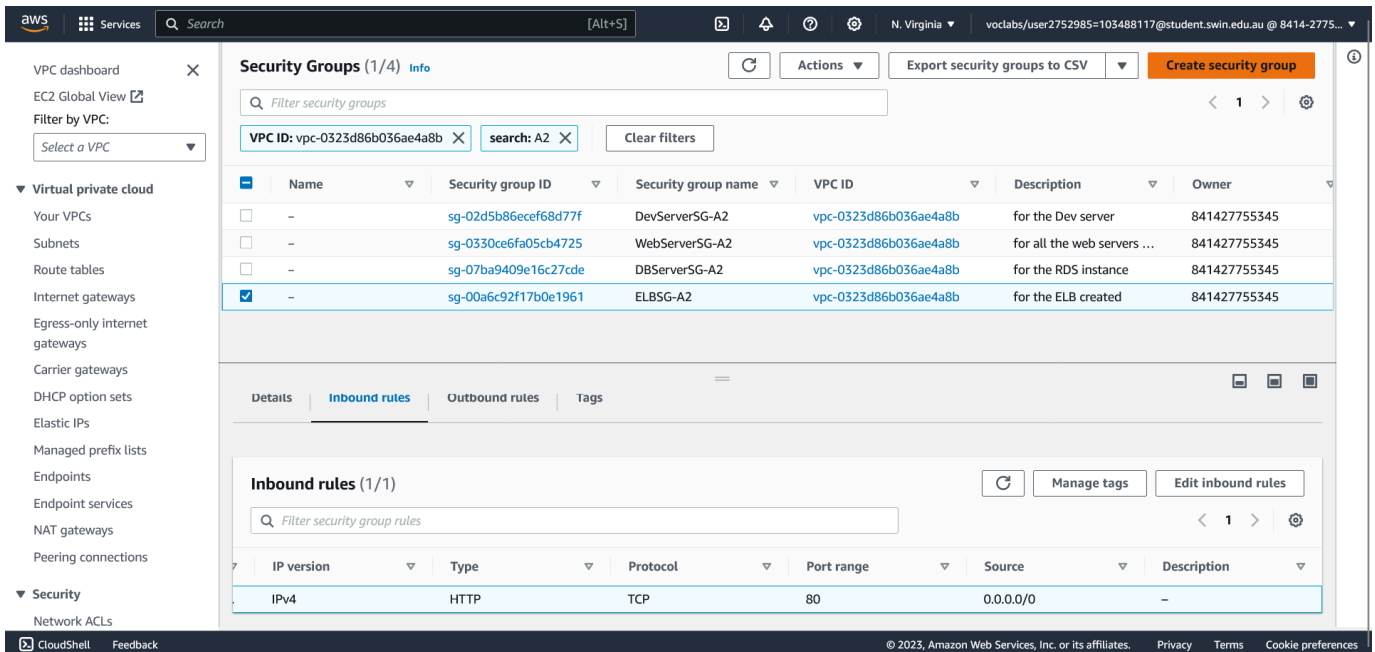 aws Services Search [Alt+S] N. Virginia ▼ voclabs/user2752985=103488117@student.swin.edu.au @ 8414-2775... ▼
VPC dashboard
EC2 Global View
Filter by VPC:
Select a VPC
Virtual private cloud
Your VPCs
Subnets
Route tables
Internet gateways
Egress-only internet
gateways
Carrier gateways
DHCP option sets
Elastic IPs
Managed prefix lists
Endpoints
Endpoint services
NAT gateways
Peering connections
Security
Network ACLs
Security Groups (1/4) Info Actions Export security groups to CSV Create security group
Filter security groups 1
VPC ID: vpc-0323d86b036ae4a8b search: A2 Clear filters
Name Security group ID Security group name VPC ID Description Owner
– sg-02d5b86ecef68d77f DevServerSG-A2 vpc-0323d86b036ae4a8b for the Dev server 841427755345
– sg-0330ce6fa05cb4725 WebServerSG-A2 vpc-0323d86b036ae4a8b for all the web servers ... 841427755345
– sg-07ba9409e16c27cde DBServerSG-A2 vpc-0323d86b036ae4a8b for the RDS instance 841427755345
– sg-00a6c92f17b0e1961 ELBSG-A2 vpc-0323d86b036ae4a8b for the ELB created 841427755345
Details Inbound rules Outbound rules Tags
Inbound rules (1/1) Manage tags Edit inbound rules
Filter security group rules 1
IP version Type Protocol Port range Source Description
IPv4 HTTP TCP 80 0.0.0.0/0 –
CloudShell Feedback © 2023, Amazon Web Services, Inc. or its affiliates. Privacy Terms Cookie preferences